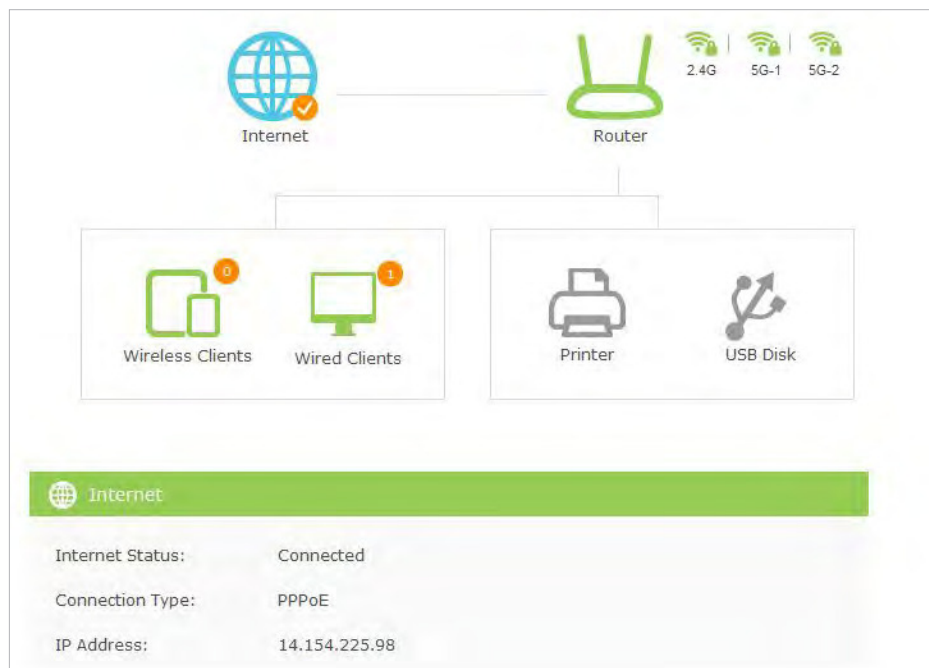 2.4G 5G-1 5G-2
Internet Router
0 1
Wireless Clients Wired Clients Printer USB Disk
Internet
Internet Status: Connected
Connection Type: PPPoE
IP Address: 14.154.225.98